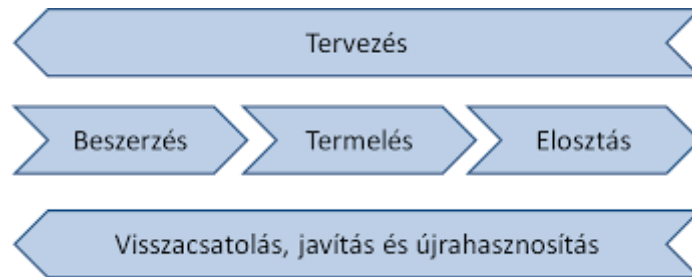 Tervezés
Beszerzés
Termelés
Elosztás
Visszacsatolás, javítás és újrahasznosítás